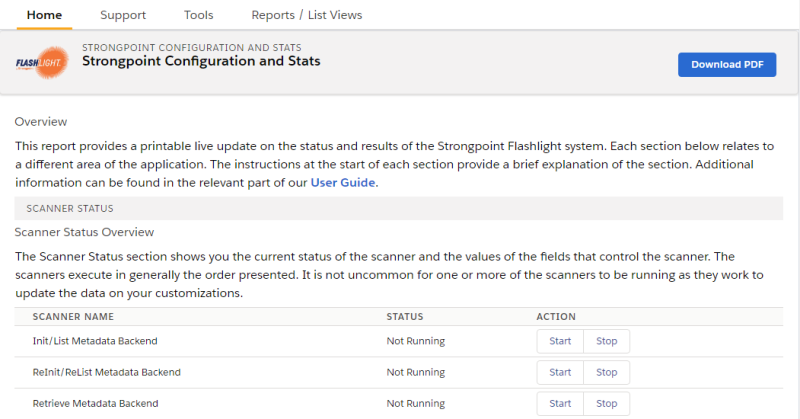 Home Support Tools Reports / List Views
STRONGPOINT CONFIGURATION AND STATS
FLASHLIGHT
Strongpoint Configuration and Stats
Download PDF
Overview
This report provides a printable live update on the status and results of the Strongpoint Flashlight system. Each section below relates to
a different area of the application. The instructions at the start of each section provide a brief explanation of the section. Additional
information can be found in the relevant part of our User Guide.
SCANNER STATUS
Scanner Status Overview
The Scanner Status section shows you the current status of the scanner and the values of the fields that control the scanner. The
scanners execute in generally the order presented. It is not uncommon for one or more of the scanners to be running as they work to
update the data on your customizations.
SCANNER NAME STATUS ACTION
Init/List Metadata Backend Not Running Start Stop
ReInit/ReList Metadata Backend Not Running Start Stop
Retrieve Metadata Backend Not Running Start Stop